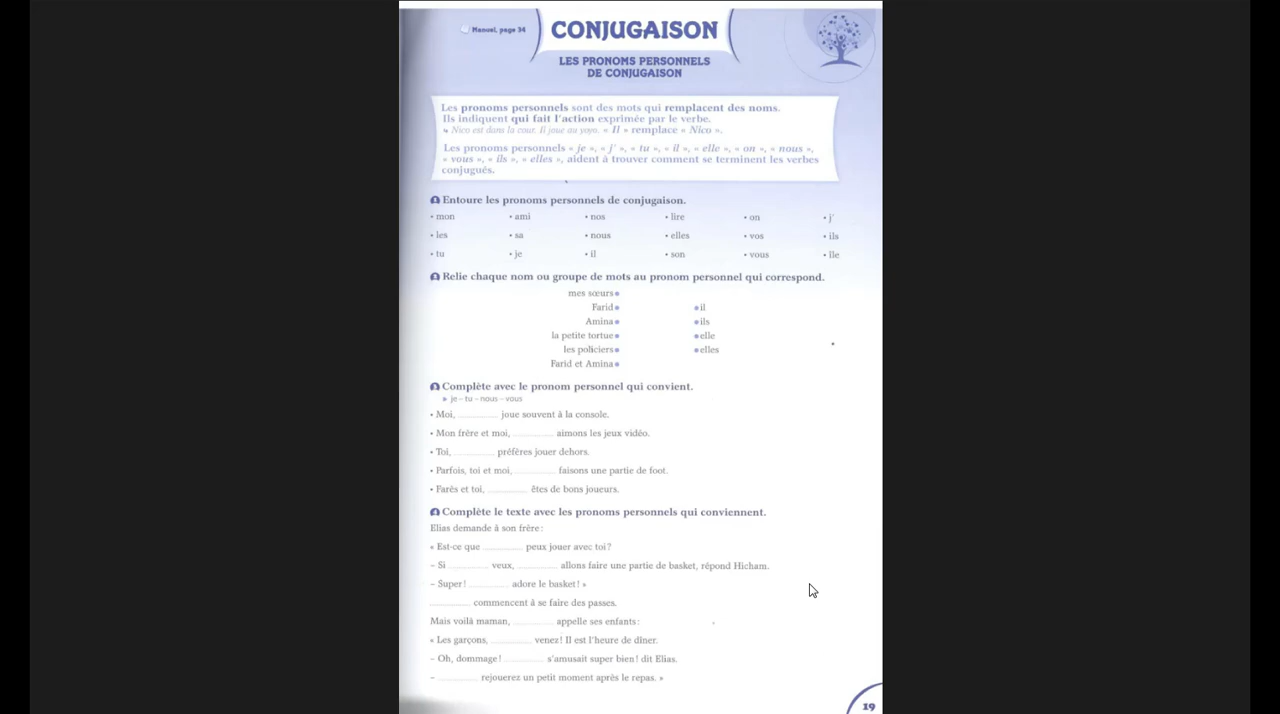 Manuel, page 34
CONJUGAISON
LES PRONOMS PERSONNELS
DE CONJUGAISON
Les pronoms personnels sont des mots qui remplacent des noms.
Ils indiquent qui fait l'action exprimée par le verbe.
↳ Nico est dans la cour. Il joue au yoyo. « Il » remplace « Nico ».
Les pronoms personnels « je », « j' », « tu », « il », « elle », « on », « nous »,
« vous », « ils », « elles », aident à trouver comment se terminent les verbes
conjugués.
1 Entoure les pronoms personnels de conjugaison.
• mon • ami • nos • lire • on • j'
• les • sa • nous • elles • vos • ils
• tu • je • il • son • vous • île
2 Relie chaque nom ou groupe de mots au pronom personnel qui correspond.
mes sœurs •
Farid • • il
Amina • • ils
la petite tortue • • elle
les policiers • • elles
Farid et Amina •
3 Complète avec le pronom personnel qui convient.
▸ je – tu – nous – vous
• Moi, ............ joue souvent à la console.
• Mon frère et moi, ............ aimons les jeux vidéo.
• Toi, ............ préfères jouer dehors.
• Parfois, toi et moi, ............ faisons une partie de foot.
• Farès et toi, ............ êtes de bons joueurs.
4 Complète le texte avec les pronoms personnels qui conviennent.
Elias demande à son frère :
« Est-ce que ............ peux jouer avec toi ?
– Si ............ veux, ............ allons faire une partie de basket, répond Hicham.
– Super ! ............ adore le basket ! »
............ commencent à se faire des passes.
Mais voilà maman, ............ appelle ses enfants :
« Les garçons, ............ venez ! Il est l'heure de dîner.
– Oh, dommage ! ............ s'amusait super bien ! dit Elias.
– ............ rejouerez un petit moment après le repas. »
19